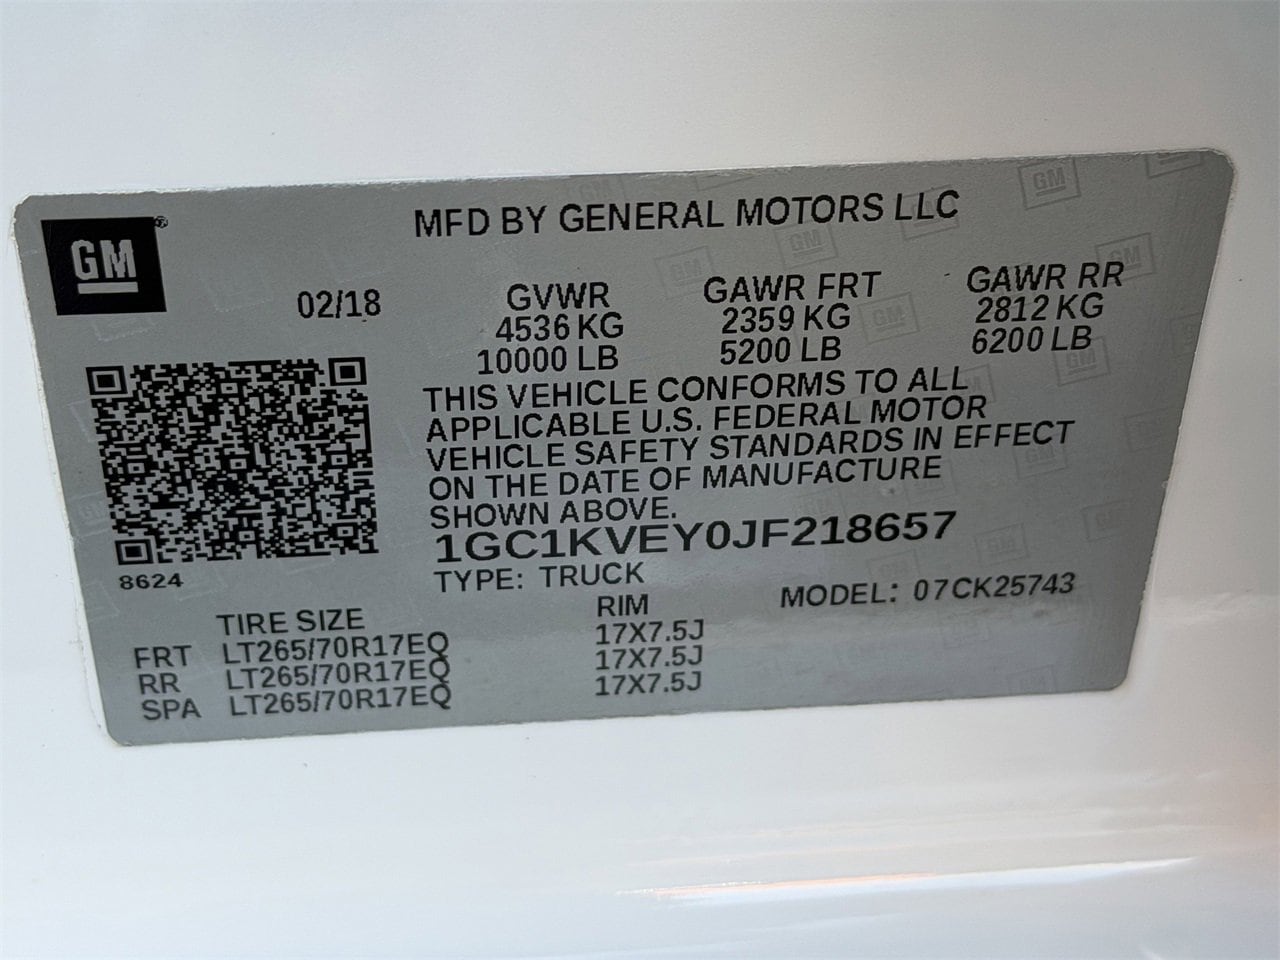 GM
MFD BY GENERAL MOTORS LLC
02/18 GVWR GAWR FRT GAWR RR
4536 KG 2359 KG 2812 KG
10000 LB 5200 LB 6200 LB
THIS VEHICLE CONFORMS TO ALL
APPLICABLE U.S. FEDERAL MOTOR
VEHICLE SAFETY STANDARDS IN EFFECT
ON THE DATE OF MANUFACTURE
SHOWN ABOVE.
1GC1KVEY0JF218657
8624
TYPE: TRUCK
MODEL: 07CK25743
TIRE SIZE RIM
FRT LT265/70R17EQ 17X7.5J
RR LT265/70R17EQ 17X7.5J
SPA LT265/70R17EQ 17X7.5J